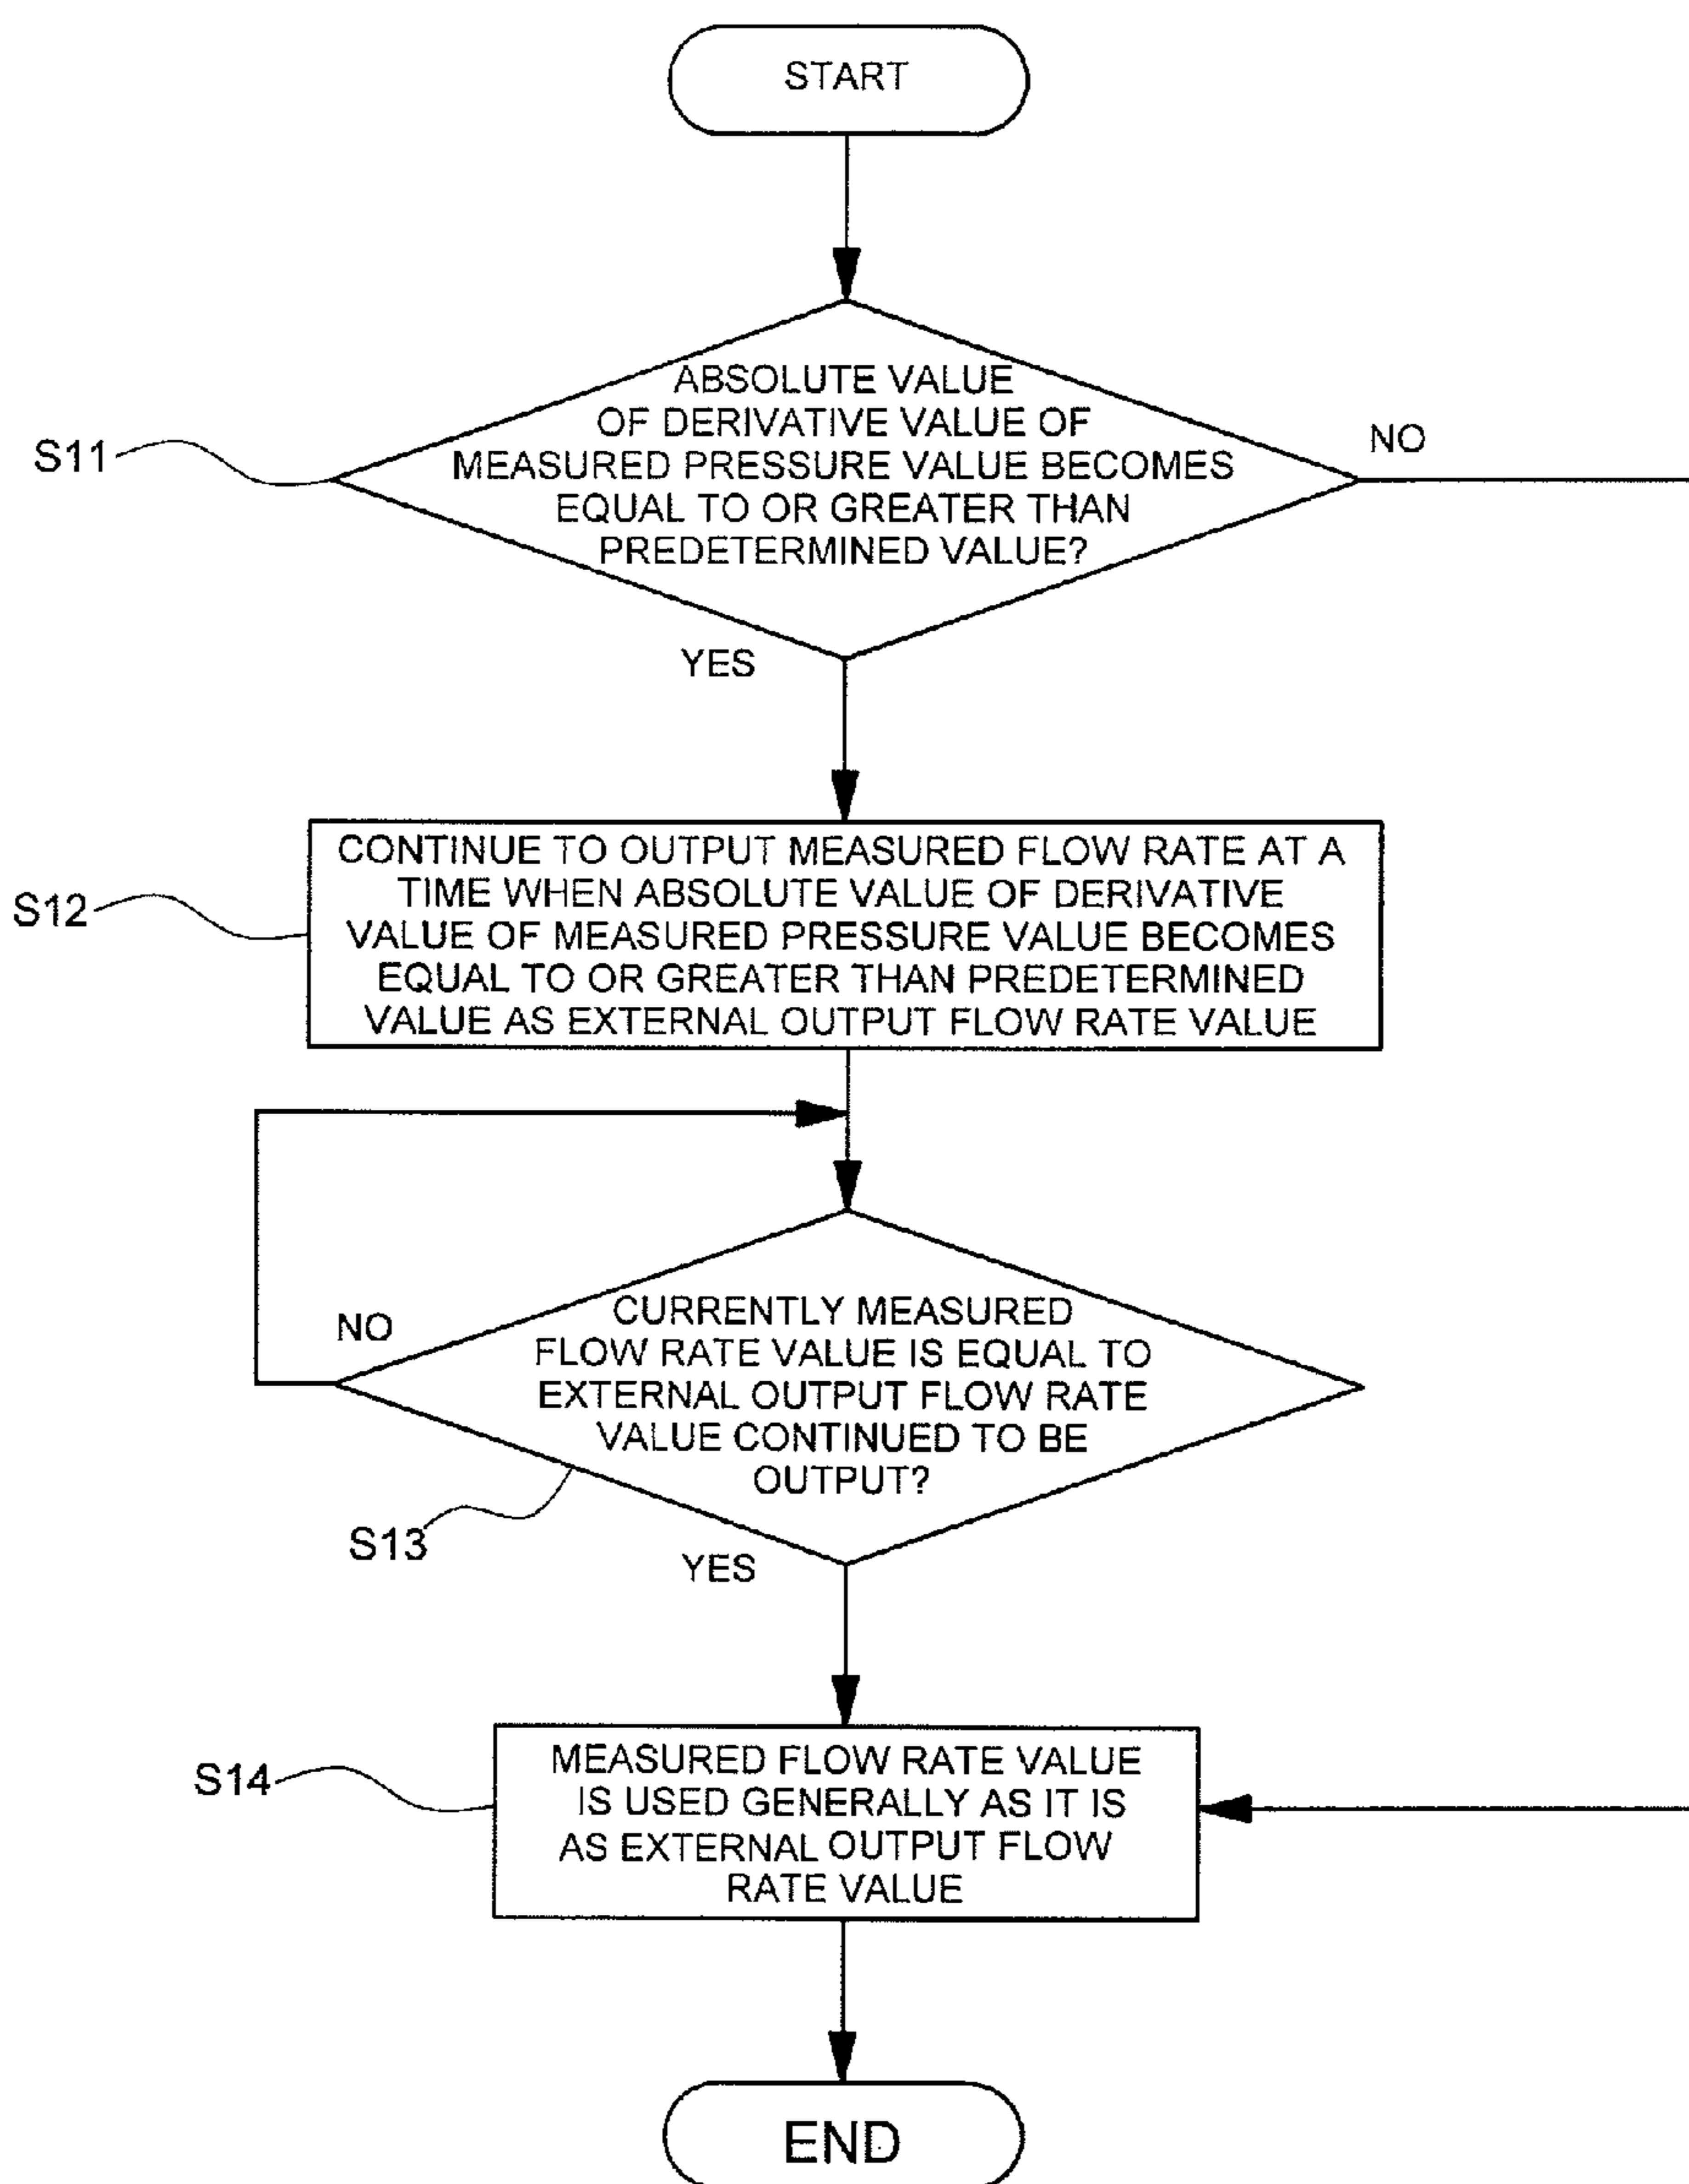 START
ABSOLUTE VALUE
OF DERIVATIVE VALUE OF
MEASURED PRESSURE VALUE BECOMES
EQUAL TO OR GREATER THAN
PREDETERMINED VALUE?
NO
S11
YES
CONTINUE TO OUTPUT MEASURED FLOW RATE AT A
TIME WHEN ABSOLUTE VALUE OF DERIVATIVE
VALUE OF MEASURED PRESSURE VALUE BECOMES
EQUAL TO OR GREATER THAN PREDETERMINED
VALUE AS EXTERNAL OUTPUT FLOW RATE VALUE
S12
NO
CURRENTLY MEASURED
FLOW RATE VALUE IS EQUAL TO
EXTERNAL OUTPUT FLOW RATE
VALUE CONTINUED TO BE
OUTPUT?
S13
YES
MEASURED FLOW RATE VALUE
IS USED GENERALLY AS IT IS
AS EXTERNAL OUTPUT FLOW
RATE VALUE
S14
END